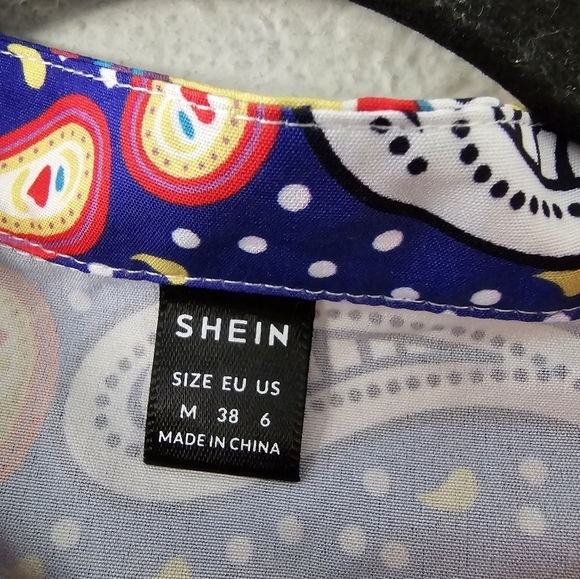 SHEIN
SIZE EU US
M 38 6
MADE IN CHINA